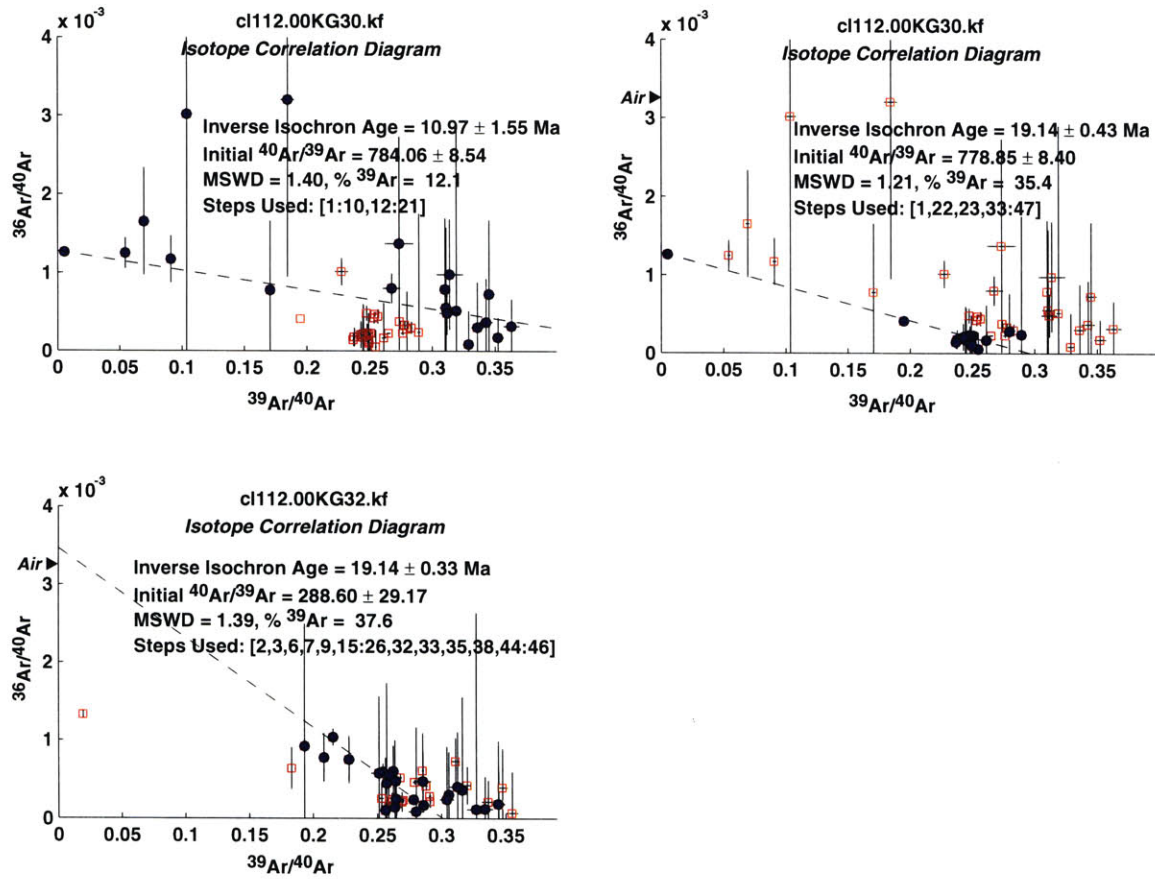 x 10⁻³
cl112.00KG30.kf
Isotope Correlation Diagram
4
3
2
1
0
³⁶Ar/⁴⁰Ar
Inverse Isochron Age = 10.97 ± 1.55 Ma
Initial ⁴⁰Ar/³⁹Ar = 784.06 ± 8.54
MSWD = 1.40, % ³⁹Ar = 12.1
Steps Used: [1:10,12:21]
0 0.05 0.1 0.15 0.2 0.25 0.3 0.35
³⁹Ar/⁴⁰Ar
x 10⁻³
cl112.00KG30.kf
Isotope Correlation Diagram
4
Air
3
2
1
0
³⁶Ar/⁴⁰Ar
Inverse Isochron Age = 19.14 ± 0.43 Ma
Initial ⁴⁰Ar/³⁹Ar = 778.85 ± 8.40
MSWD = 1.21, % ³⁹Ar = 35.4
Steps Used: [1,22,23,33:47]
0 0.05 0.1 0.15 0.2 0.25 0.3 0.35
³⁹Ar/⁴⁰Ar
x 10⁻³
cl112.00KG32.kf
Isotope Correlation Diagram
4
Air
3
2
1
0
³⁶Ar/⁴⁰Ar
Inverse Isochron Age = 19.14 ± 0.33 Ma
Initial ⁴⁰Ar/³⁹Ar = 288.60 ± 29.17
MSWD = 1.39, % ³⁹Ar = 37.6
Steps Used: [2,3,6,7,9,15:26,32,33,35,38,44:46]
0 0.05 0.1 0.15 0.2 0.25 0.3 0.35
³⁹Ar/⁴⁰Ar